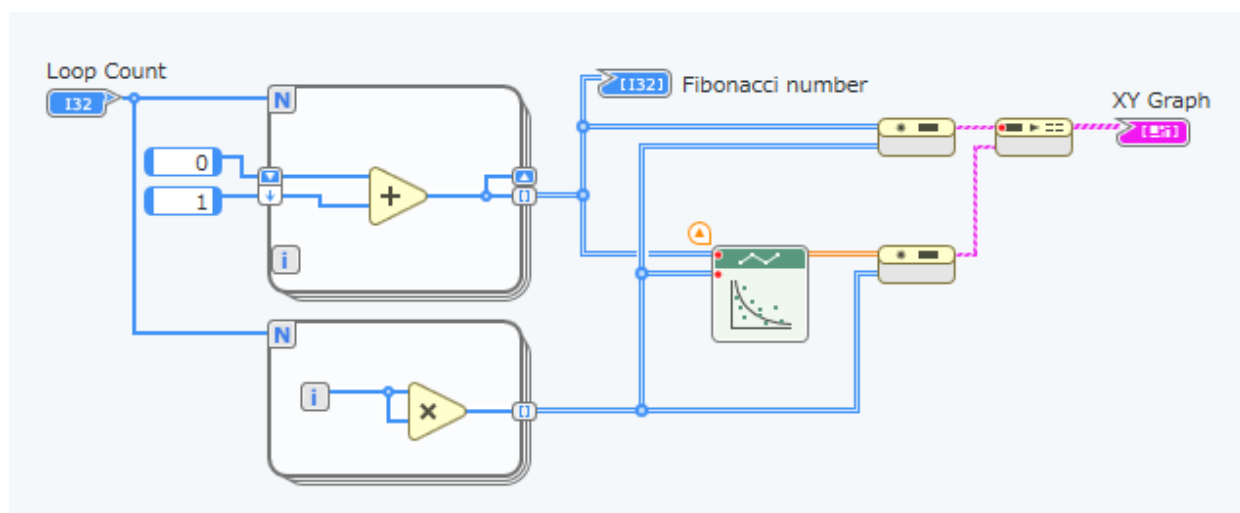 Loop Count
I32
N
0
1
+
[]
i
[I32]
Fibonacci number
XY Graph
N
i
×
[]